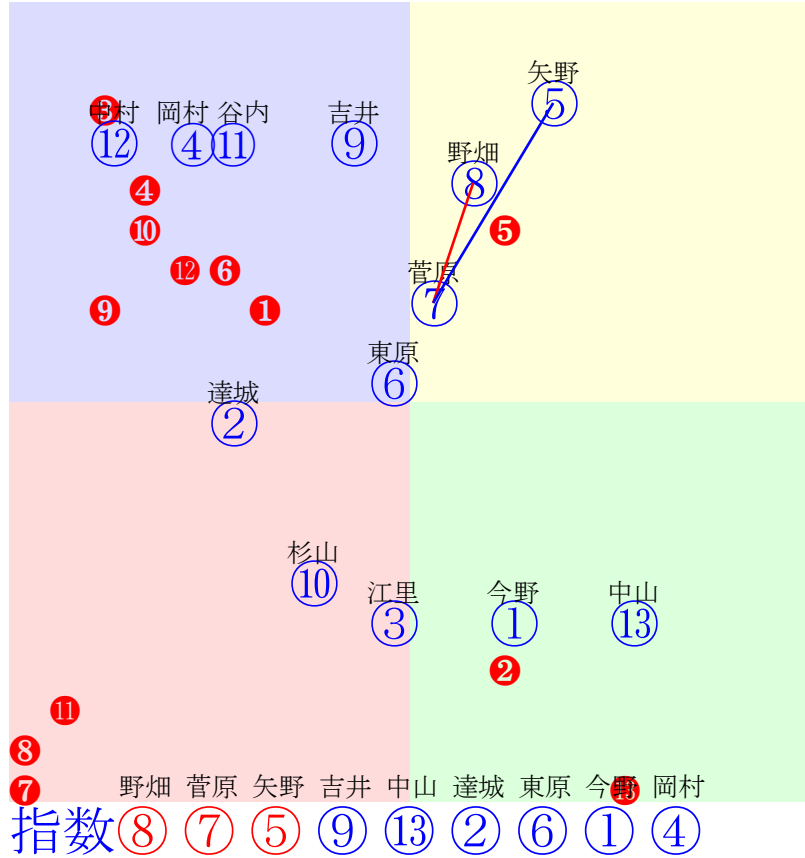 矢野
⑤
❸
中村 岡村 谷内 吉井
⑫ ④ ⑪ ⑨
野畑
⑧
❹
❿ ❺
⓬ ❻
菅原
⑦
❾ ❶
東原
⑥
達城
②
杉山
⑩
江里 今野 中山
③ ① ⑬
❷
⓫
❽
❼
野畑 菅原 矢野 吉井 中山 達城 東原 今野 ⓭ 岡村
指数 ⑧ ⑦ ⑤ ⑨ ⑬ ② ⑥ ① ④